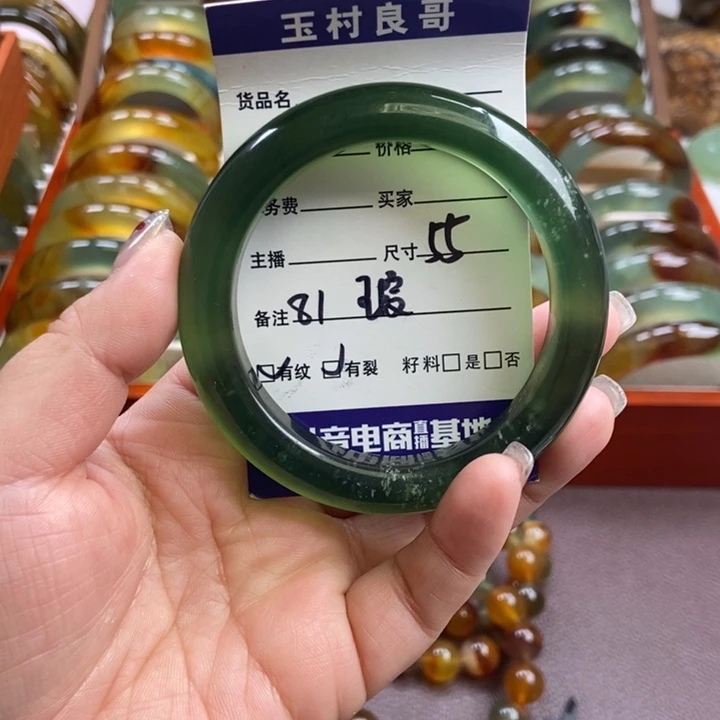 玉村良哥
货品名
价格
务费 买家
主播 尺寸 55
备注 81
有纹 有裂 籽料 是 否
音电商直播基地